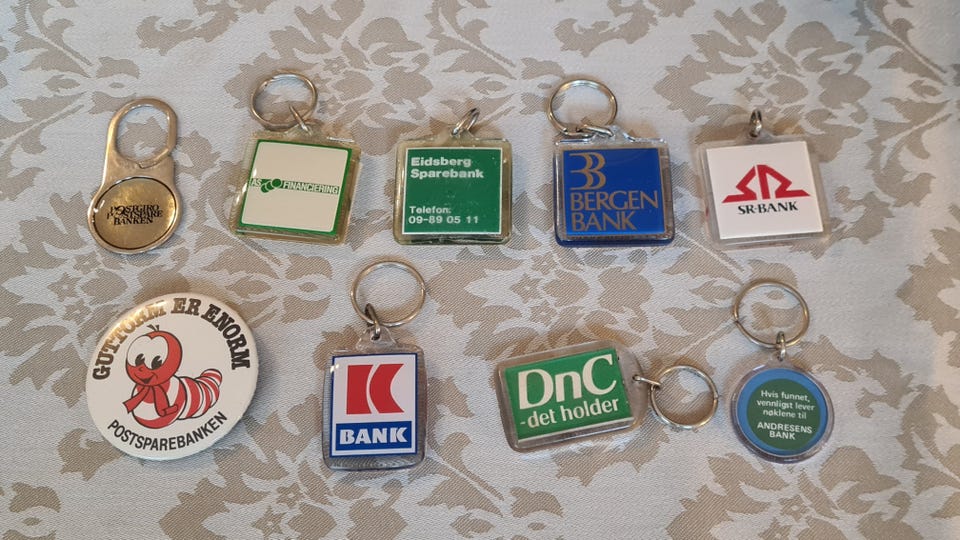 POSTGIRO
POSTSPARE
BANKEN
AS FINANCIERING
Eidsberg
Sparebank
Telefon:
09-89 05 11
BERGEN
BANK
SR-BANK
GUTTORM ER ENORM
POSTSPAREBANKEN
K
BANK
DnC
-det holder
Hvis funnet,
vennligst lever
nøklene til
ANDRESENS
BANK